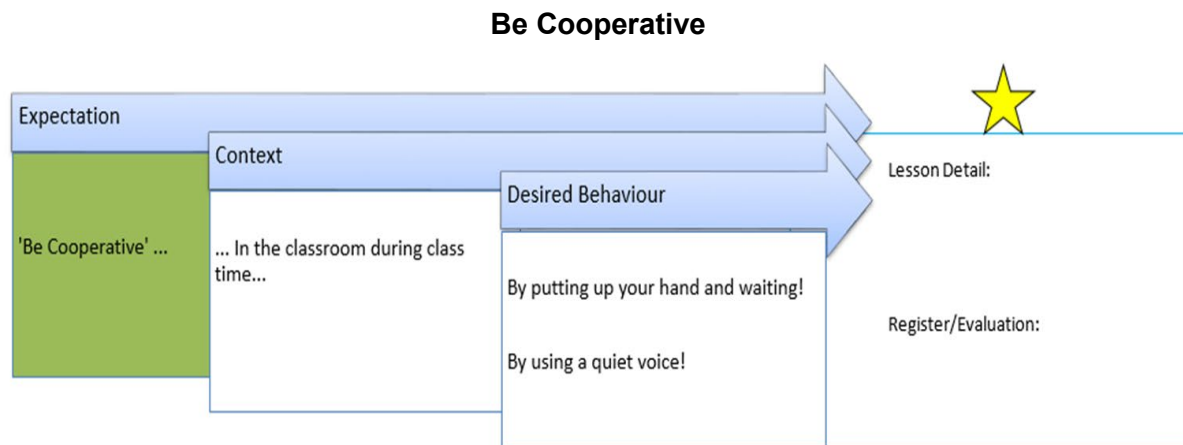 Be Cooperative
Expectation
Context
Desired Behaviour
'Be Cooperative' ...
... In the classroom during class
time...
By putting up your hand and waiting!
By using a quiet voice!
Lesson Detail:
Register/Evaluation: